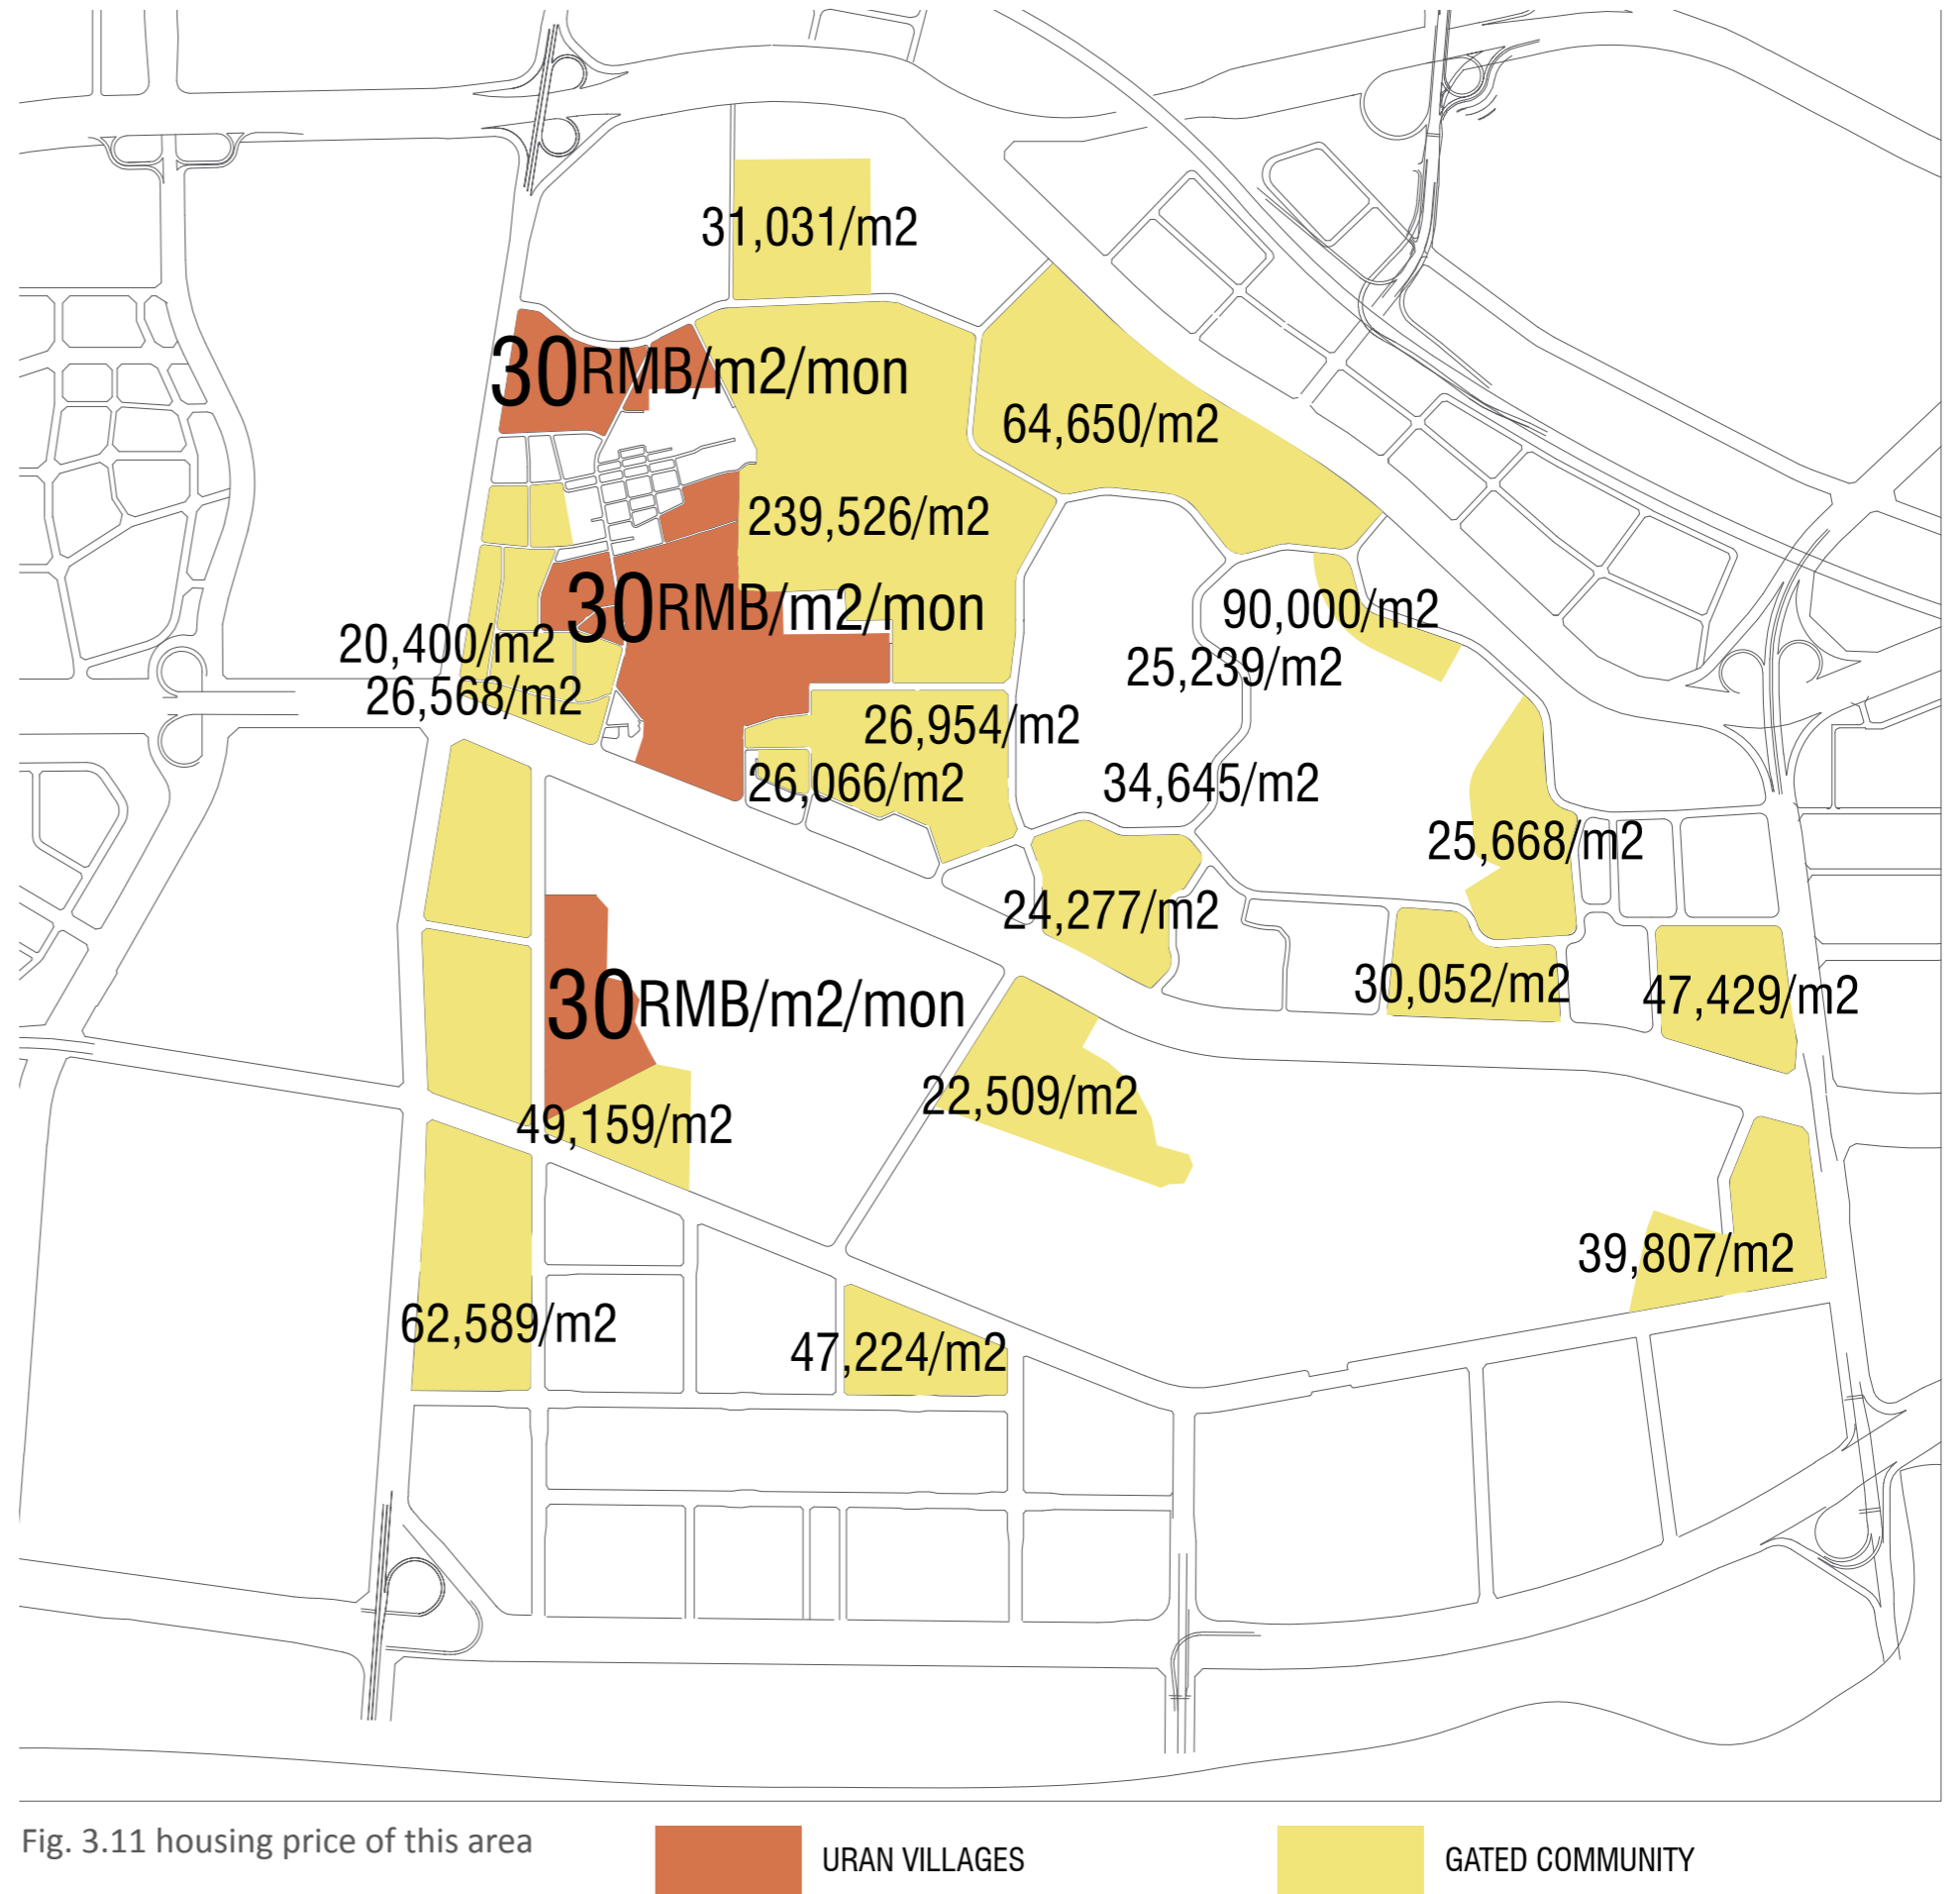 31,031/m2
30RMB/m2/mon
64,650/m2
239,526/m2
30RMB/m2/mon
90,000/m2
20,400/m2
25,239/m2
26,568/m2
26,954/m2
26,066/m2
34,645/m2
25,668/m2
24,277/m2
30,052/m2
47,429/m2
30RMB/m2/mon
22,509/m2
49,159/m2
39,807/m2
62,589/m2
47,224/m2
Fig. 3.11 housing price of this area
URAN VILLAGES
GATED COMMUNITY